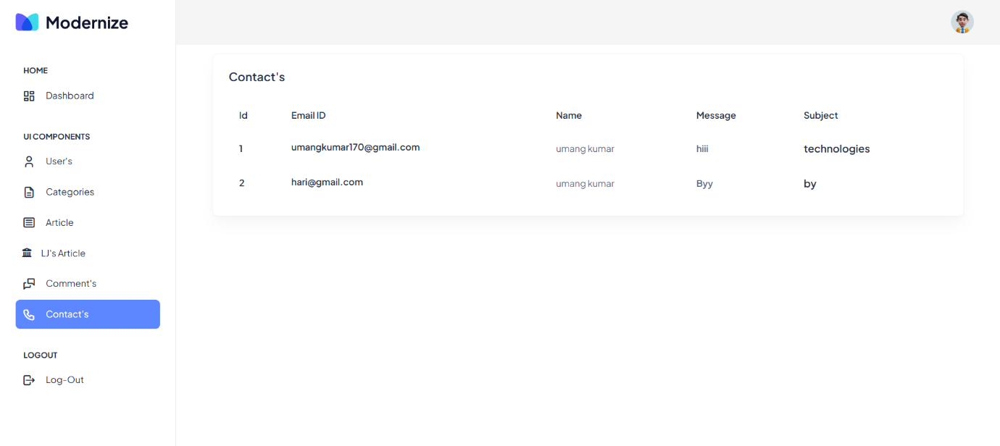 Modernize
HOME
Dashboard
UI COMPONENTS
User's
Categories
Article
LJ's Article
Comment's
Contact's
LOGOUT
Log-Out
Contact's
Id Email ID Name Message Subject
1 umangkumar170@gmail.com umang kumar hiii technologies
2 hari@gmail.com umang kumar Byy by